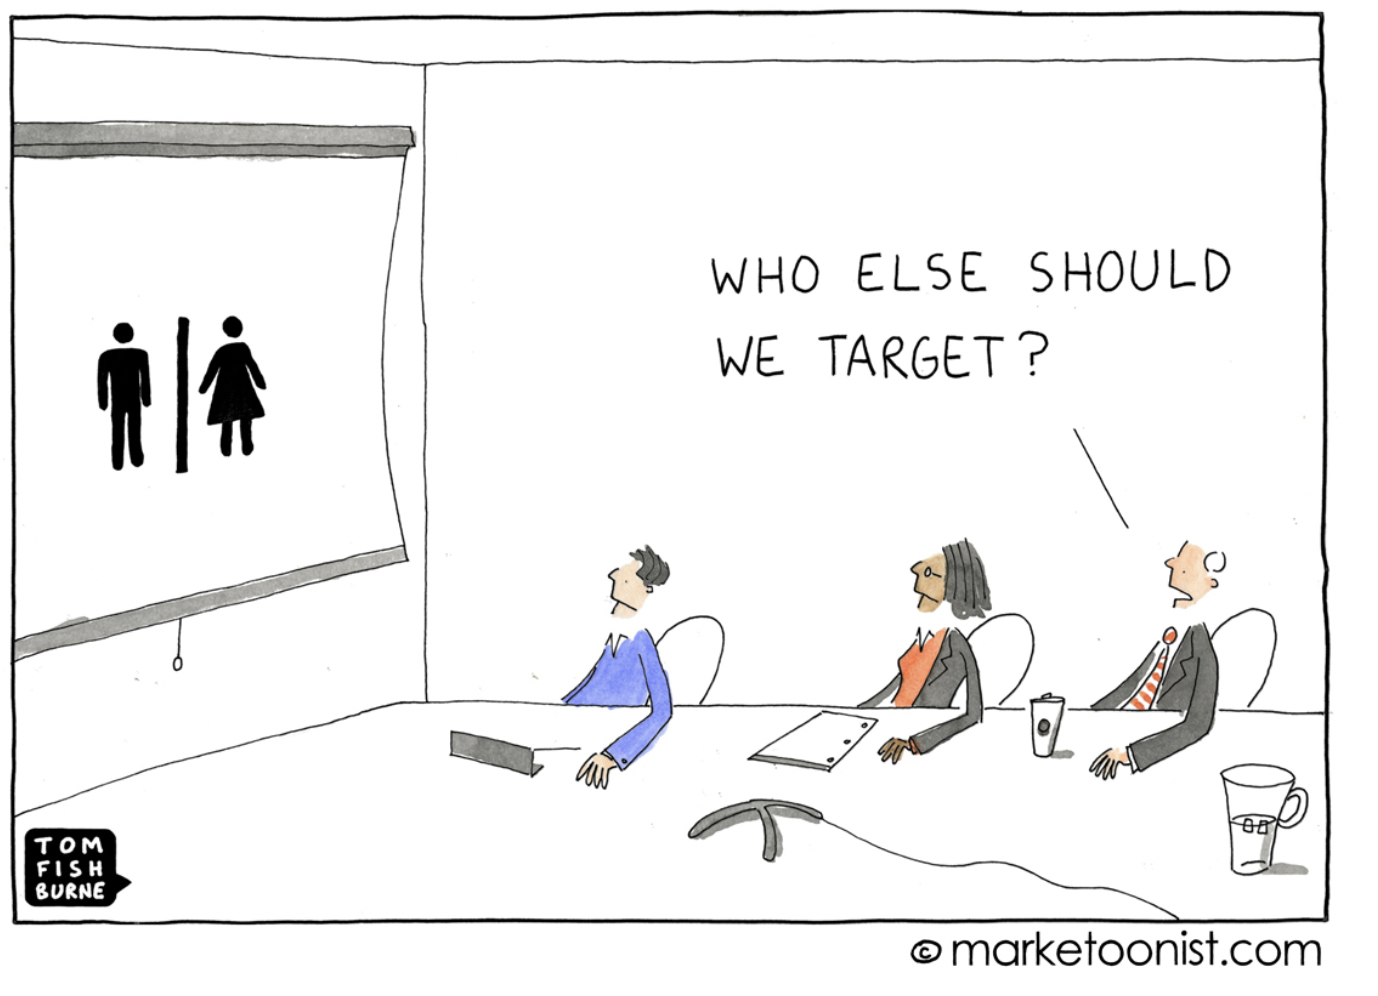 WHO ELSE SHOULD
WE TARGET?
TOM
FISH
BURNE
© marketoonist.com